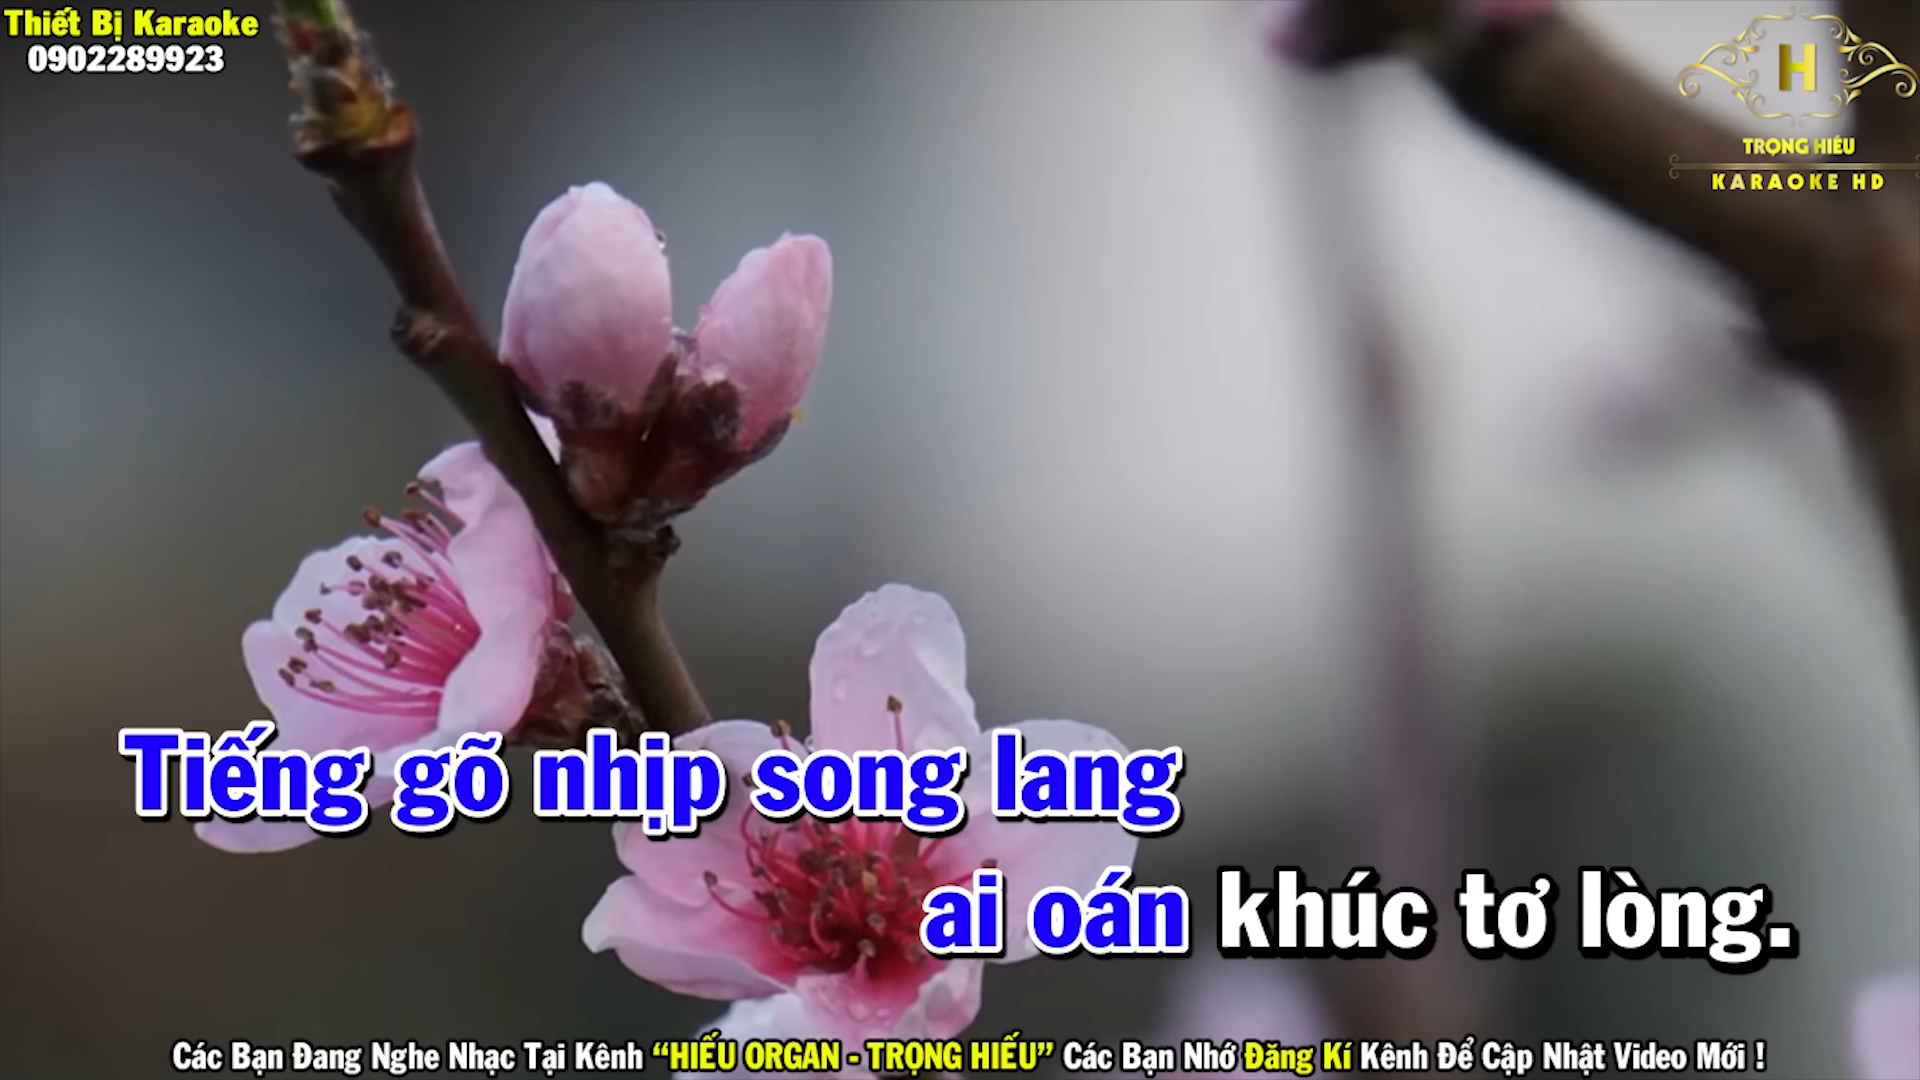 Thiết Bị Karaoke
0902289923
H
TRỌNG HIẾU
KARAOKE HD
Tiếng gõ nhịp song lang
ai oán khúc tơ lòng.
Các Bạn Đang Nghe Nhạc Tại Kênh “HIẾU ORGAN - TRỌNG HIẾU” Các Bạn Nhớ Đăng Kí Kênh Để Cập Nhật Video Mới !